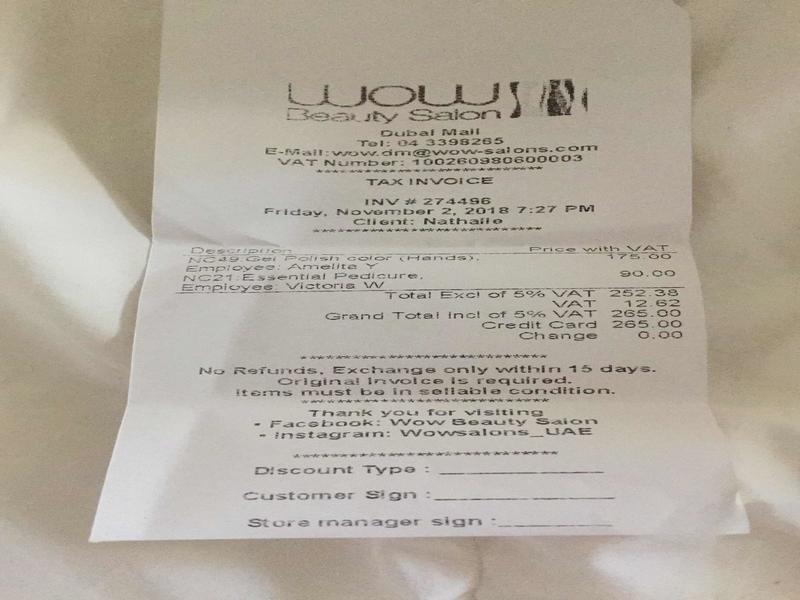 WOW
Beauty Salon
Dubai Mall
Tel: 04 3398265
E-Mail:wow.dm@wow-salons.com
VAT Number: 100260980600003
*************************
TAX INVOICE
INV # 274496
Friday, November 2, 2018 7:27 PM
Client: Nathalie
*************************
Description Price with VAT
NC49:Gel Polish color (Hands), 175.00
Employee: Amelita Y
NC21:Essential Pedicure, 90.00
Employee: Victoria W
Total Excl of 5% VAT 252.38
VAT 12.62
Grand Total incl of 5% VAT 265.00
Credit Card 265.00
Change 0.00
*************************
No Refunds, Exchange only within 15 days.
Original invoice is required.
items must be in sellable condition.
*************************
Thank you for visiting
- Facebook: Wow Beauty Salon
- Instagram: Wowsalons_UAE
*************************
Discount Type : ______________
Customer Sign :______________
Store manager sign :__________